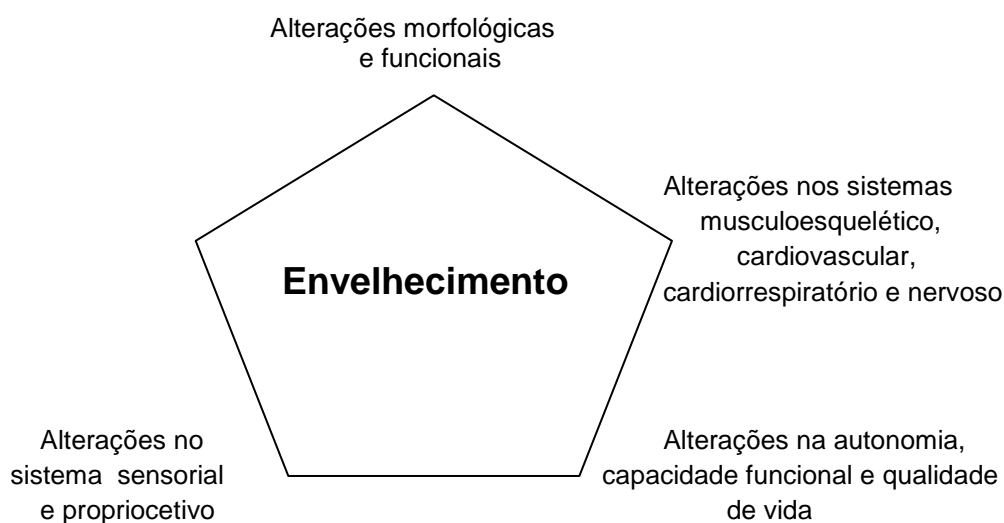 Alterações morfológicas
e funcionais
Alterações nos sistemas
musculoesquelético,
cardiovascular,
cardiorrespiratório e nervoso
Envelhecimento
Alterações no
sistema sensorial
e propriocetivo
Alterações na autonomia,
capacidade funcional e qualidade
de vida